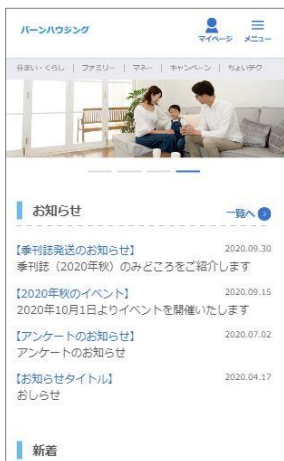 バーンハウジング
マイページ メニュー
住まい・くらし | ファミリー | マネー | キャンペーン | ちょいテク
お知らせ
一覧へ
【季刊誌発送のお知らせ】 2020.09.30
季刊誌（2020年秋）のみどころをご紹介します
【2020年秋のイベント】 2020.09.15
2020年10月1日よりイベントを開催いたします
【アンケートのお知らせ】 2020.07.02
アンケートのお知らせ
【お知らせタイトル】 2020.04.17
おしらせ
新着